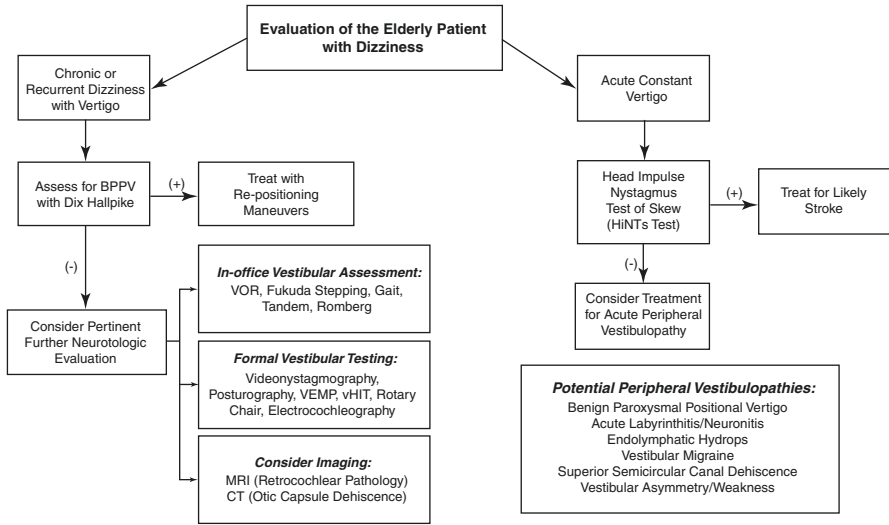 Evaluation of the Elderly Patient
with Dizziness
Chronic or
Recurrent Dizziness
with Vertigo
Acute Constant
Vertigo
Assess for BPPV
with Dix Hallpike
(+)
Treat with
Re-positioning
Maneuvers
Head Impulse
Nystagmus
Test of Skew
(HiNTs Test)
(+)
Treat for Likely
Stroke
(-)
(-)
In-office Vestibular Assessment:
VOR, Fukuda Stepping, Gait,
Tandem, Romberg
Consider Treatment
for Acute Peripheral
Vestibulopathy
Consider Pertinent
Further Neurotologic
Evaluation
Formal Vestibular Testing:
Videonystagmography,
Posturography, VEMP, vHIT, Rotary
Chair, Electrocochleography
Consider Imaging:
MRI (Retrocochlear Pathology)
CT (Otic Capsule Dehiscence)
Potential Peripheral Vestibulopathies:
Benign Paroxysmal Positional Vertigo
Acute Labyrinthitis/Neuronitis
Endolymphatic Hydrops
Vestibular Migraine
Superior Semicircular Canal Dehiscence
Vestibular Asymmetry/Weakness